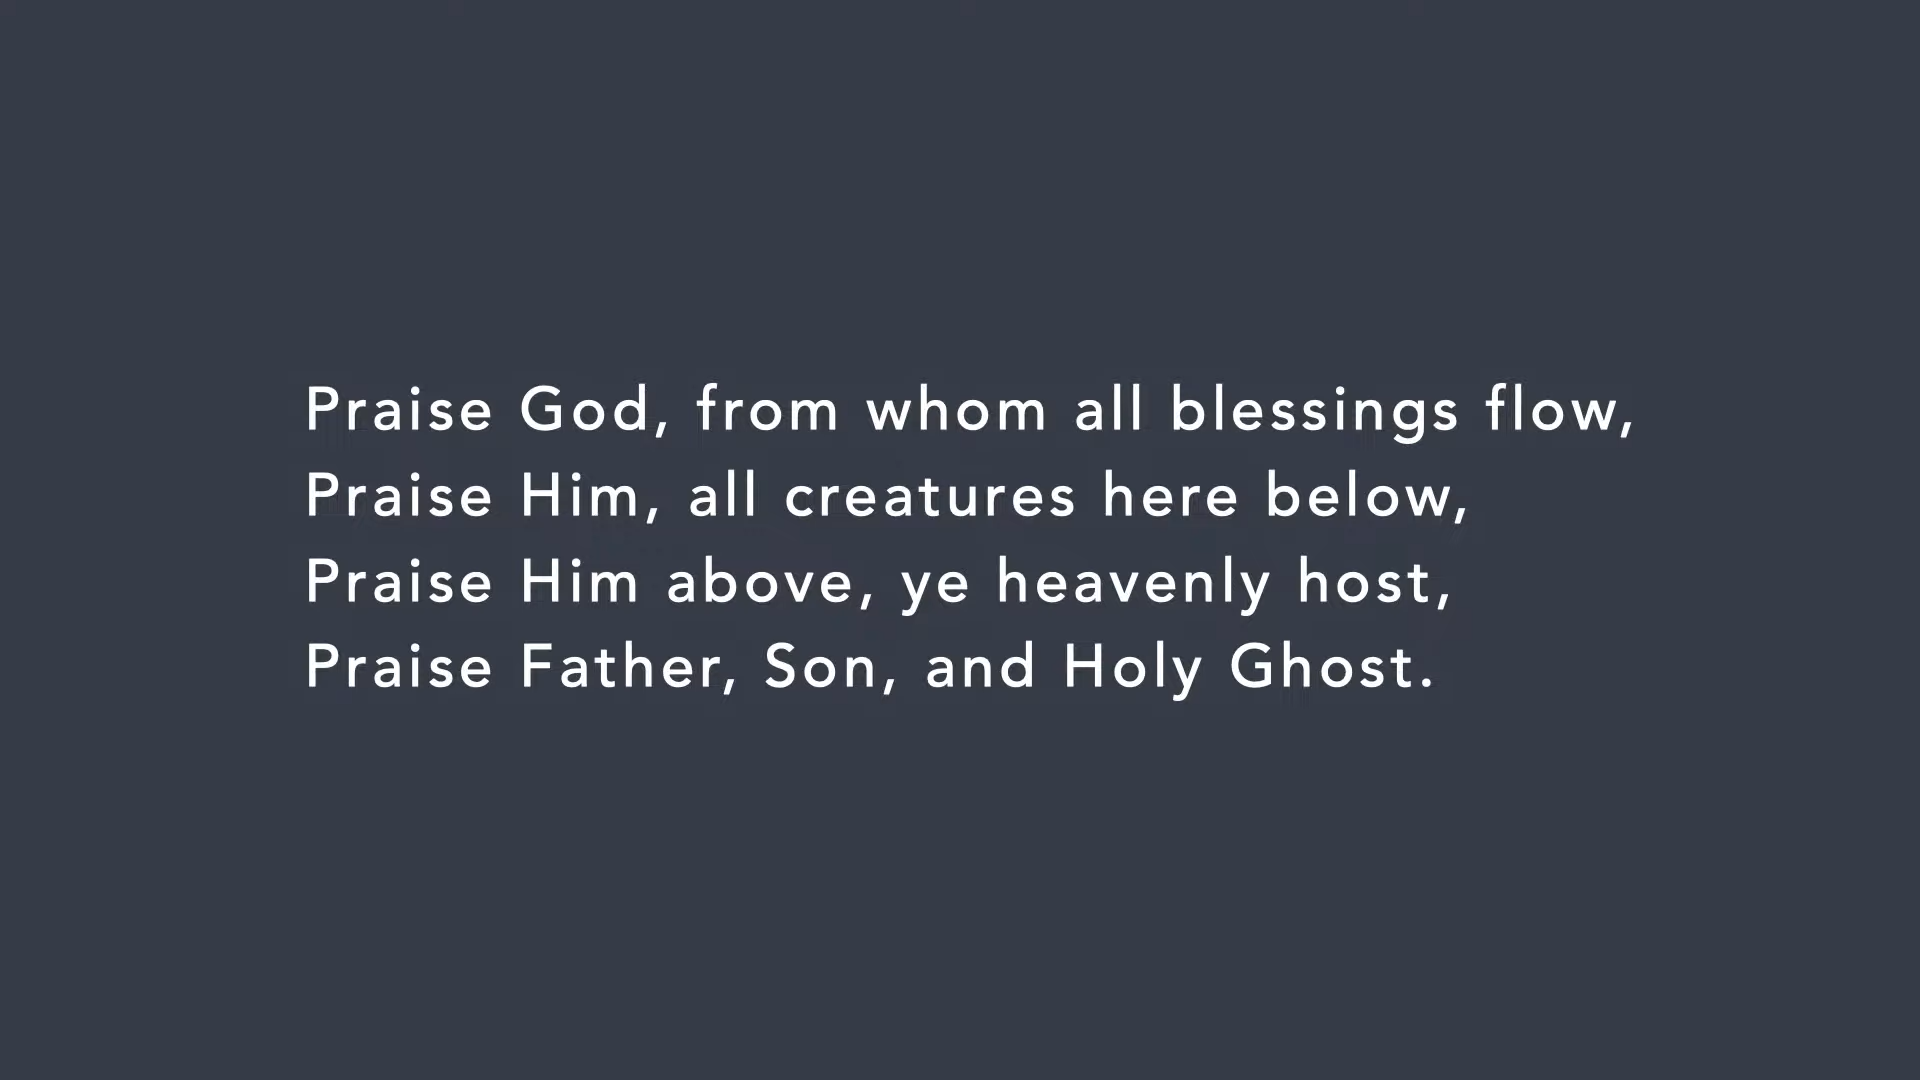 Praise God, from whom all blessings flow,
Praise Him, all creatures here below,
Praise Him above, ye heavenly host,
Praise Father, Son, and Holy Ghost.